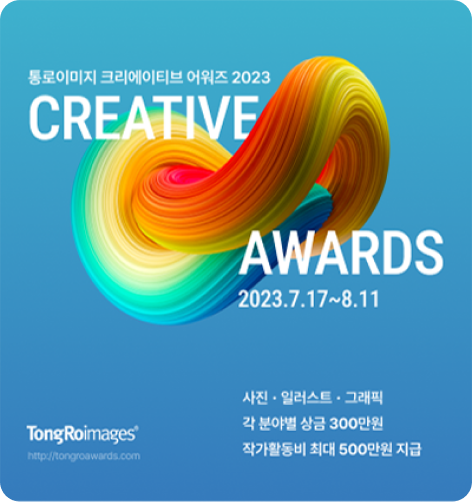 통로이미지 크리에이티브 어워즈 2023
CREATIVE
AWARDS
2023.7.17~8.11
사진 · 일러스트 · 그래픽
각 분야별 상금 300만원
작가활동비 최대 500만원 지급
TongRoimages®
http://tongroawards.com